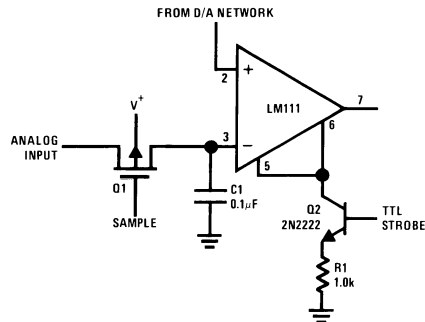 FROM D/A NETWORK
2
+
LM111
7
6
V+
ANALOG
INPUT
3
−
5
Q1
C1
0.1μF
Q2
2N2222
TTL
STROBE
SAMPLE
R1
1.0k